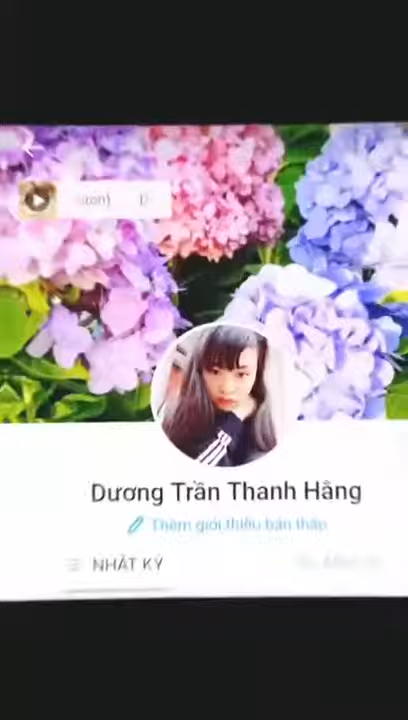 Dương Trần Thanh Hằng
Thêm giới thiệu bản thân
NHẬT KÝ